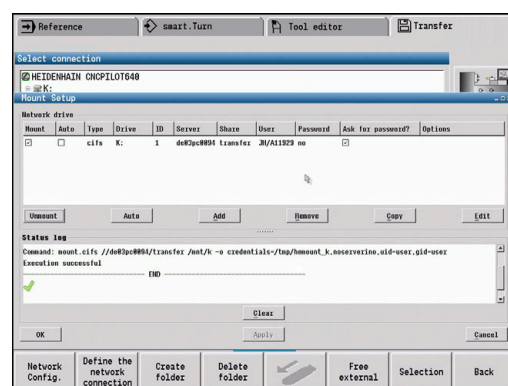 Reference
smart.Turn
Tool editor
Transfer
Select connection
HEIDENHAIN CNCPILOT640
K:
Mount Setup
Network drive
Mount Auto Type Drive ID Server Share User Password Ask for password? Options
cifs K: 1 de03pc0094 transfer JH/A11929 no
Unmount Auto Add Remove Copy Edit
Status log
Command: mount.cifs //de03pc0094/transfer /mnt/k -o credentials=/tmp/hemount_k,noserverino,uid=user,gid=user
Execution successful
END
Clear
OK Apply Cancel
Network Config.
Define the network connection
Create folder
Delete folder
Free external
Selection
Back